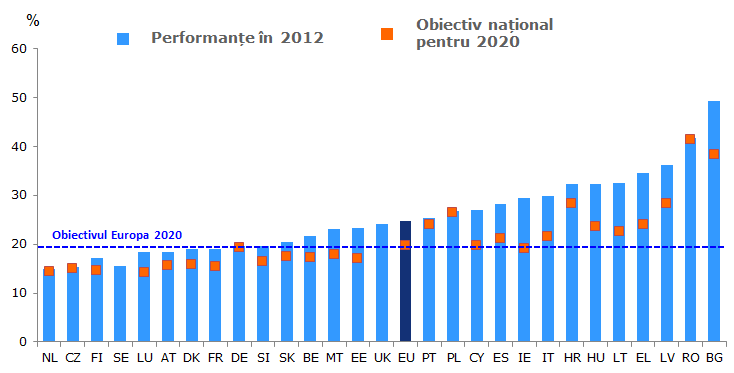 %
Performanțe în 2012
Obiectiv național
pentru 2020
60
50
40
30
20
10
0
Obiectivul Europa 2020
NL CZ FI SE LU AT DK FR DE SI SK BE MT EE UK EU PT PL CY ES IE IT HR HU LT EL LV RO BG